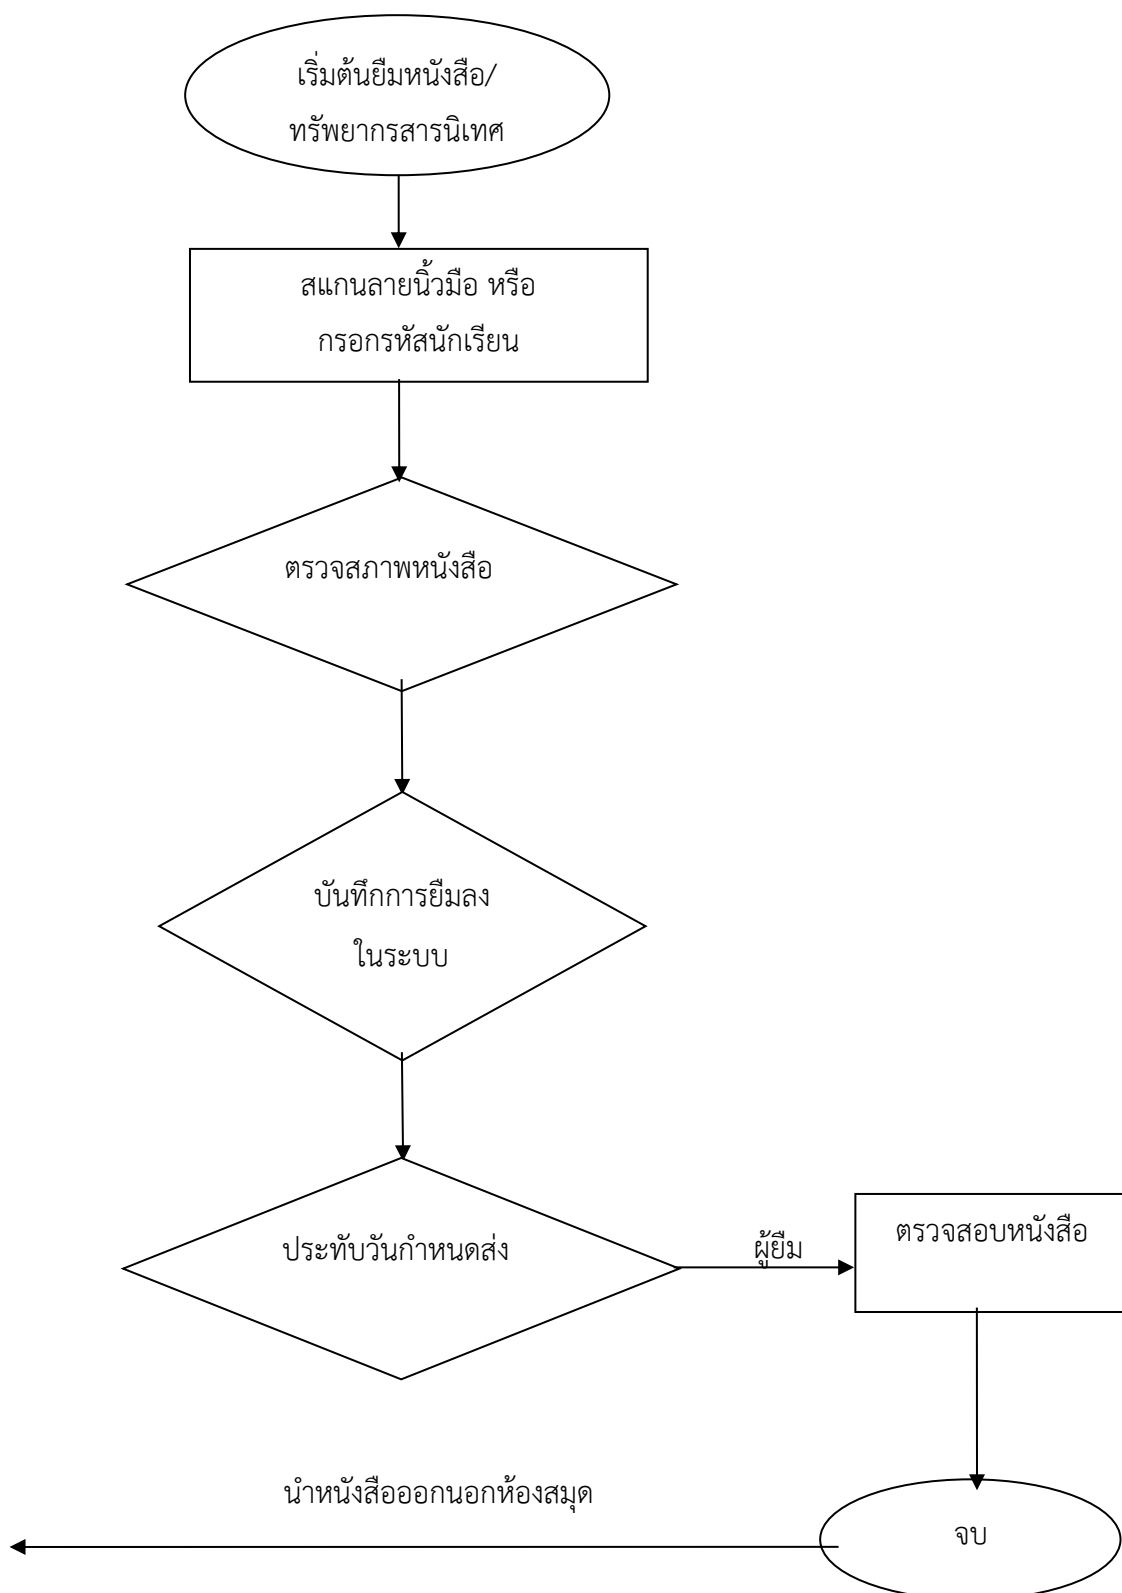 เริ่มต้นยืมหนังสือ/
ทรัพยากรสารนิเทศ
สแกนลายนิ้วมือ หรือ
กรอกรหัสนักเรียน
ตรวจสภาพหนังสือ
บันทึกการยืมลง
ในระบบ
ประทับวันกำหนดส่ง
ผู้ยืม
ตรวจสอบหนังสือ
นำหนังสือออกนอกห้องสมุด
จบ